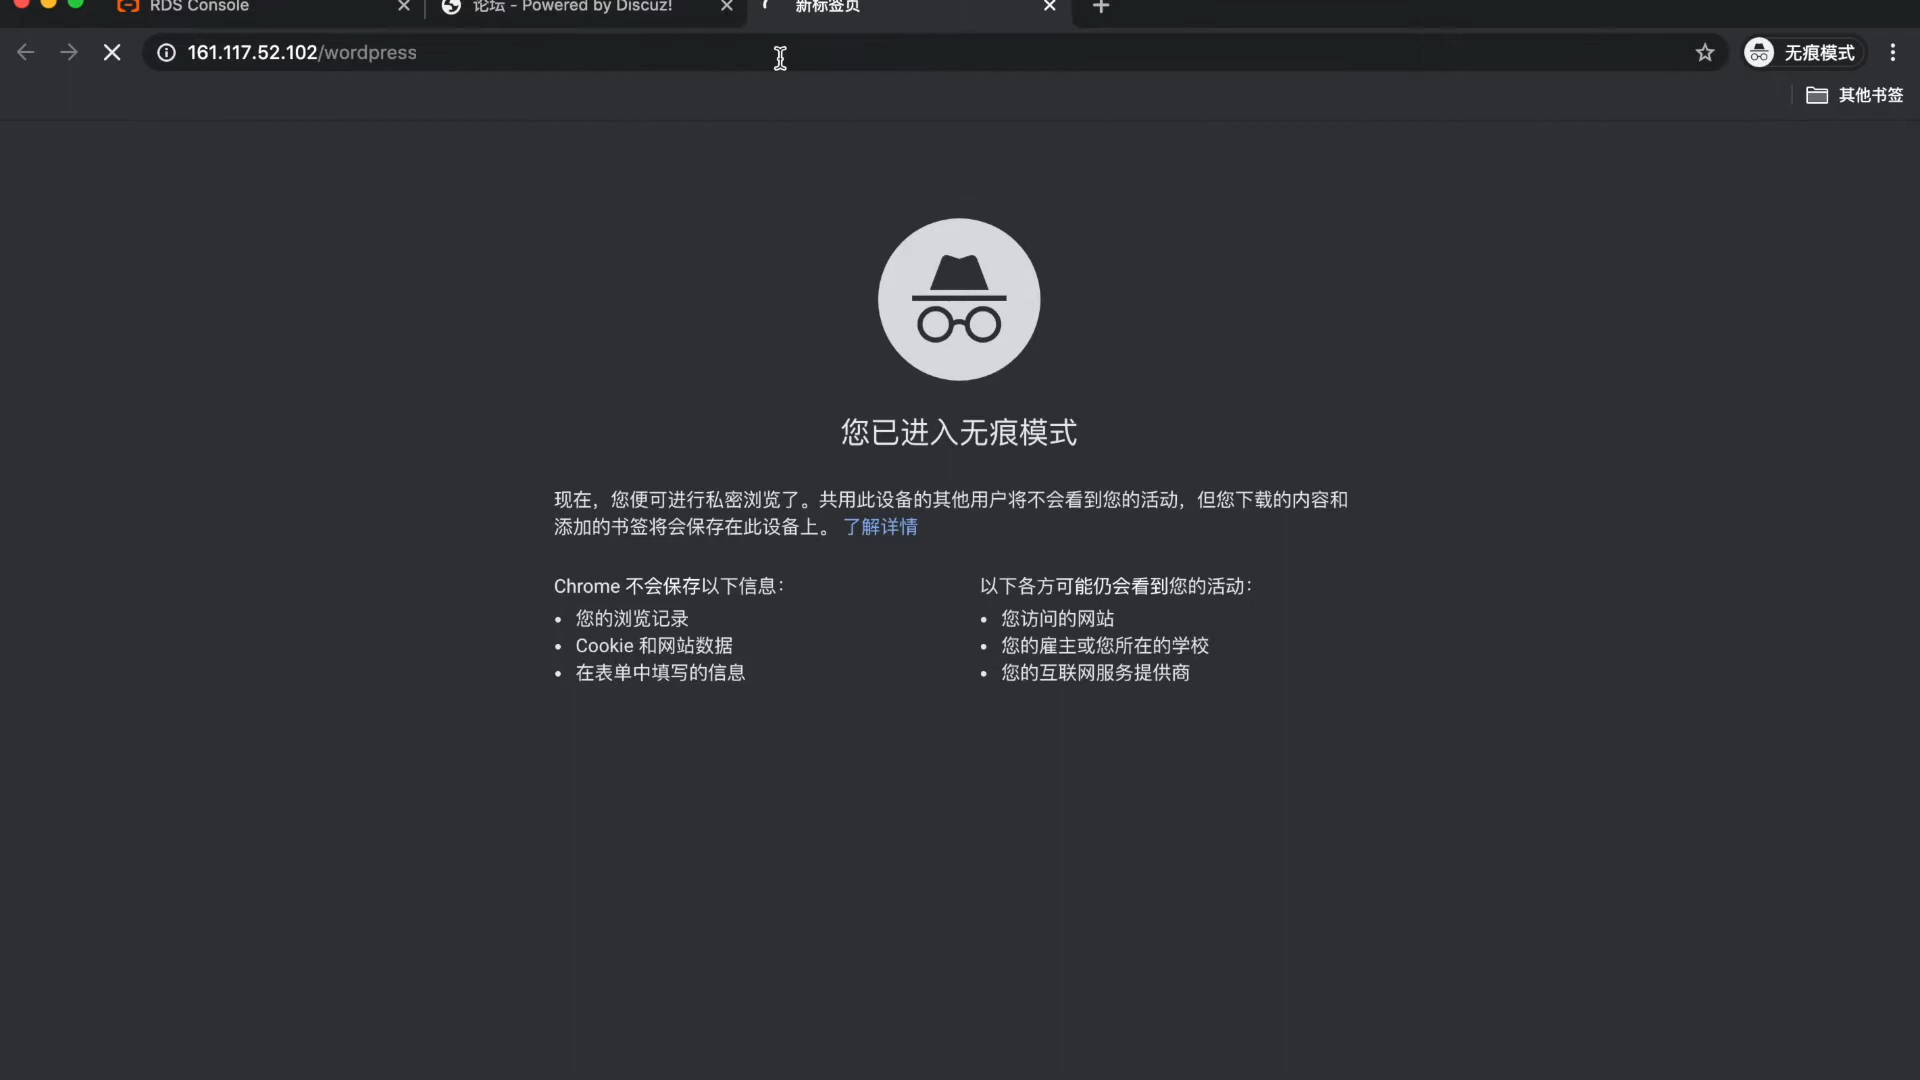 RDS Console
论坛 - Powered by Discuz!
新标签页
161.117.52.102/wordpress
无痕模式
其他书签
您已进入无痕模式
现在，您便可进行私密浏览了。共用此设备的其他用户将不会看到您的活动，但您下载的内容和
添加的书签将会保存在此设备上。 了解详情
Chrome 不会保存以下信息：
您的浏览记录
Cookie 和网站数据
在表单中填写的信息
以下各方可能仍会看到您的活动：
您访问的网站
您的雇主或您所在的学校
您的互联网服务提供商